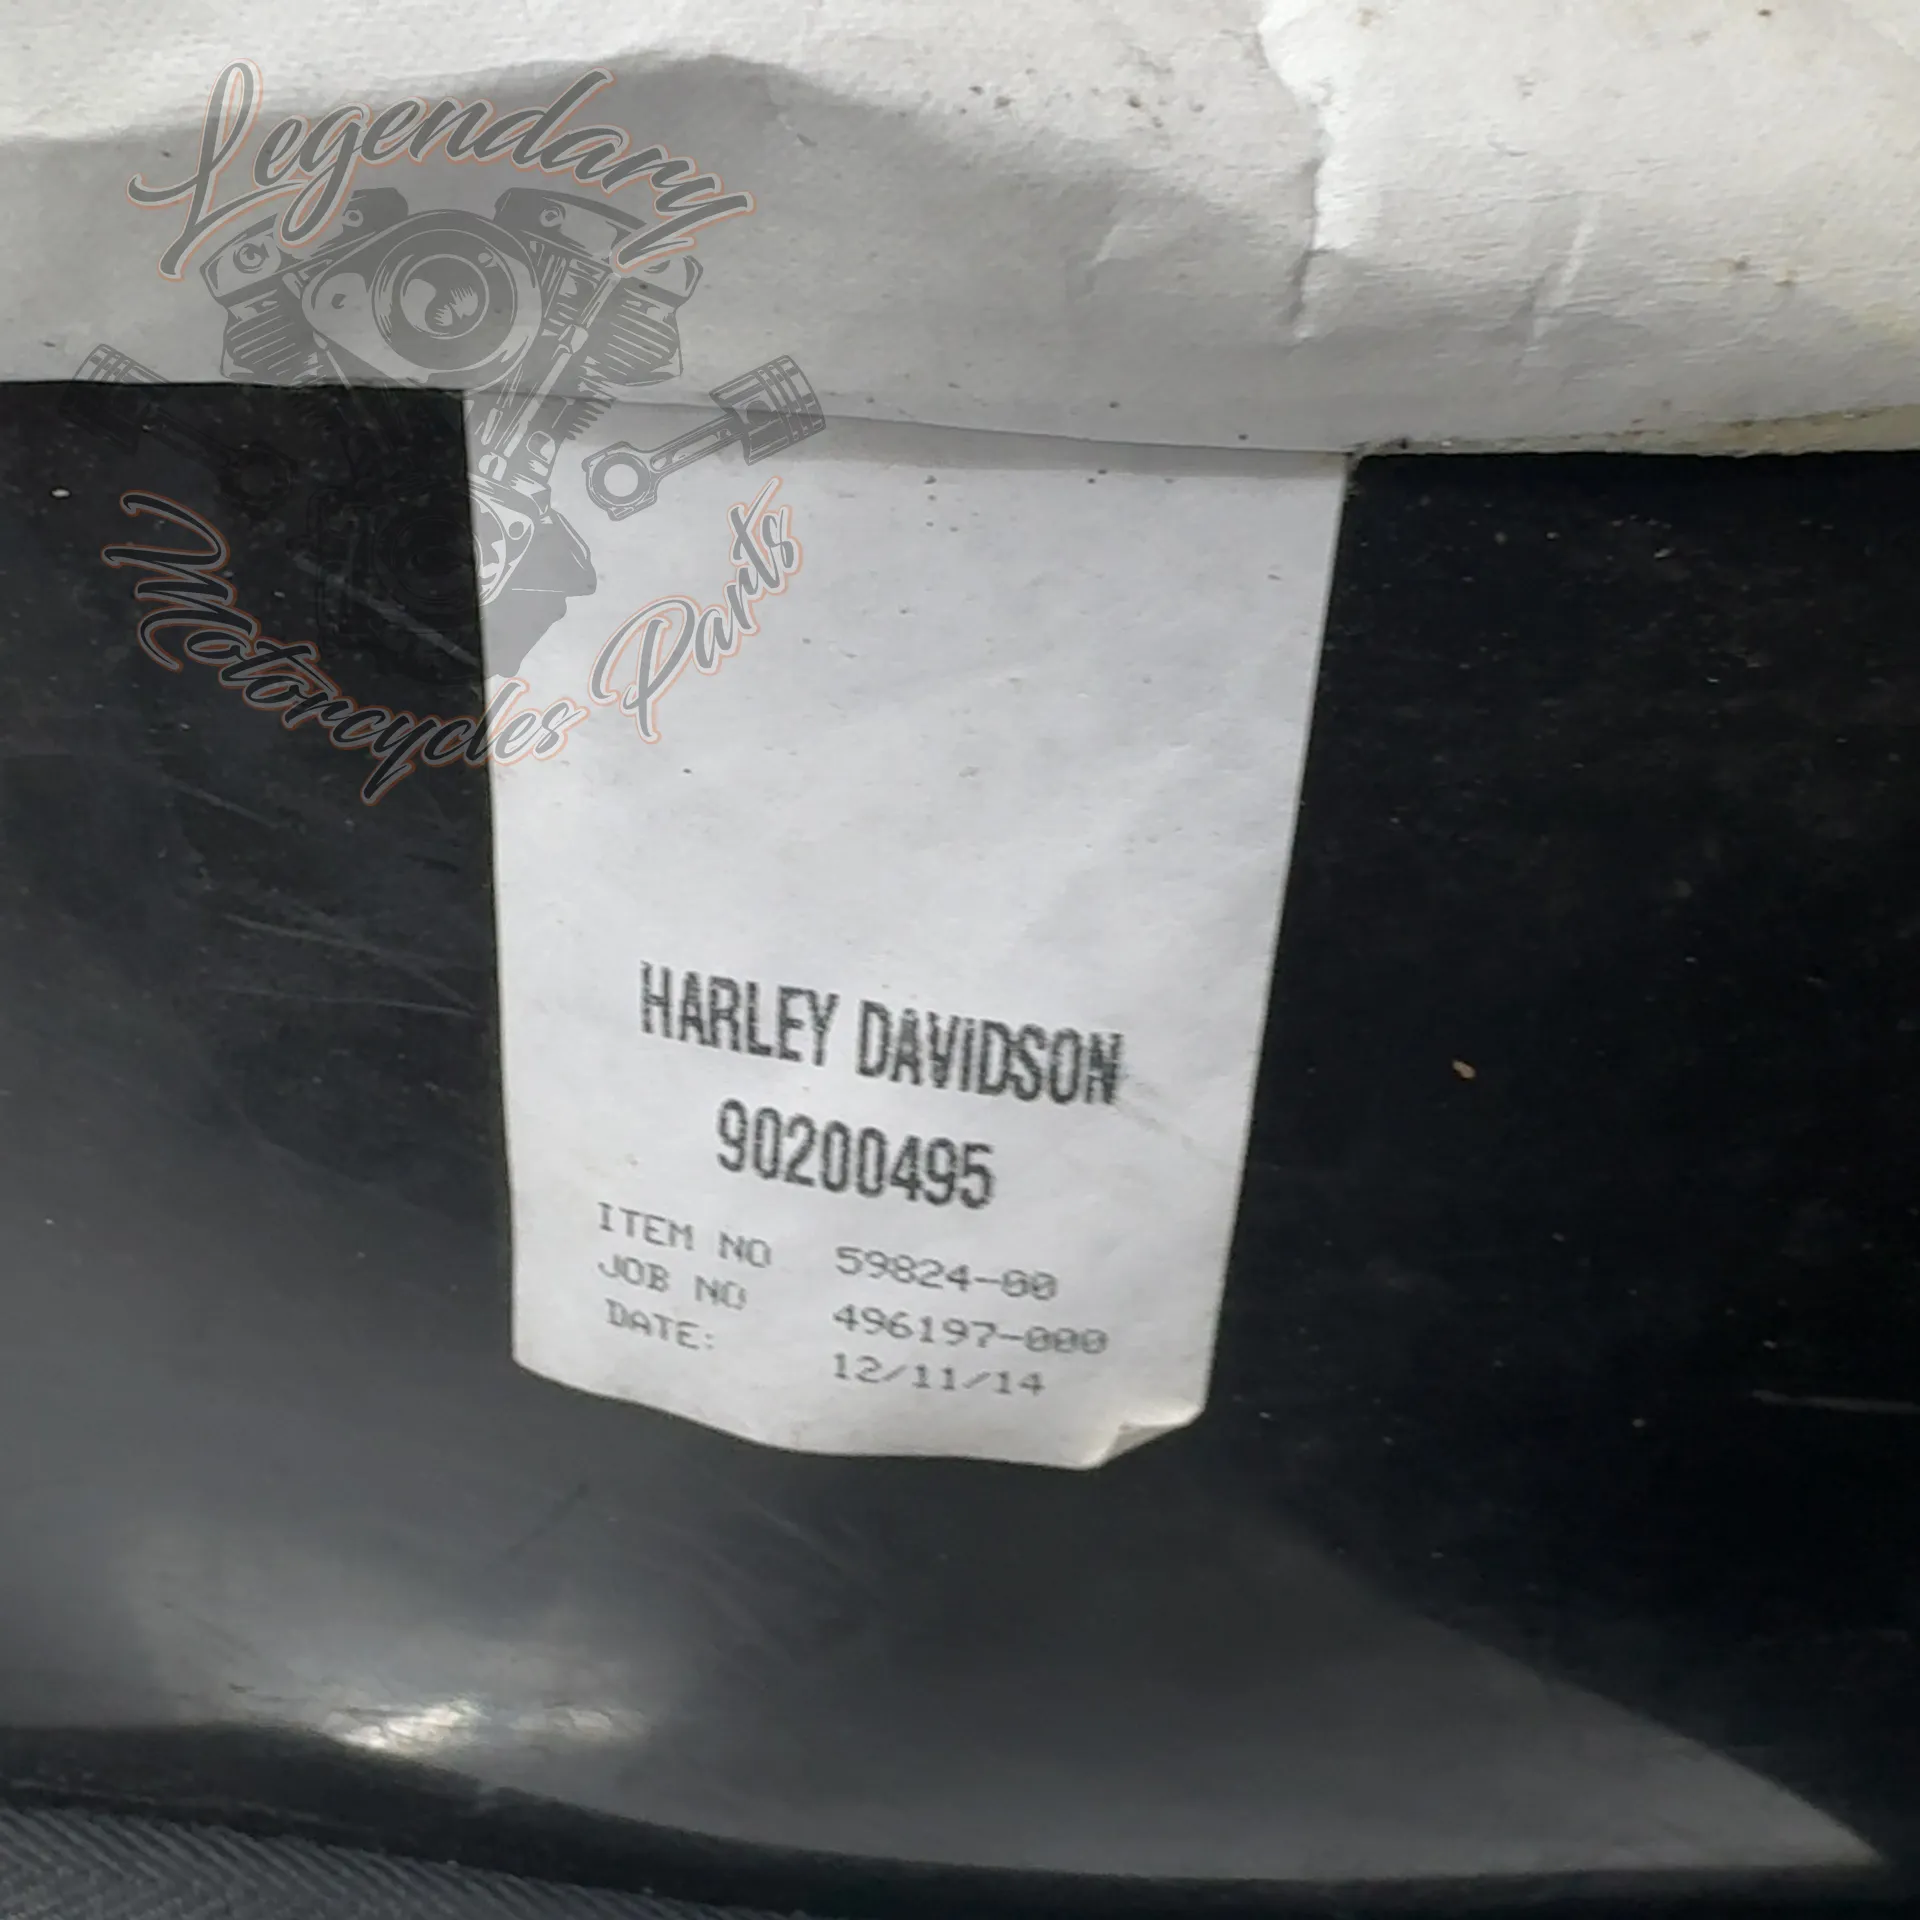 Legendary
Motorcycles Parts
HARLEY DAVIDSON
90200495
ITEM NO 59824-00
JOB NO 496197-000
DATE: 12/11/14